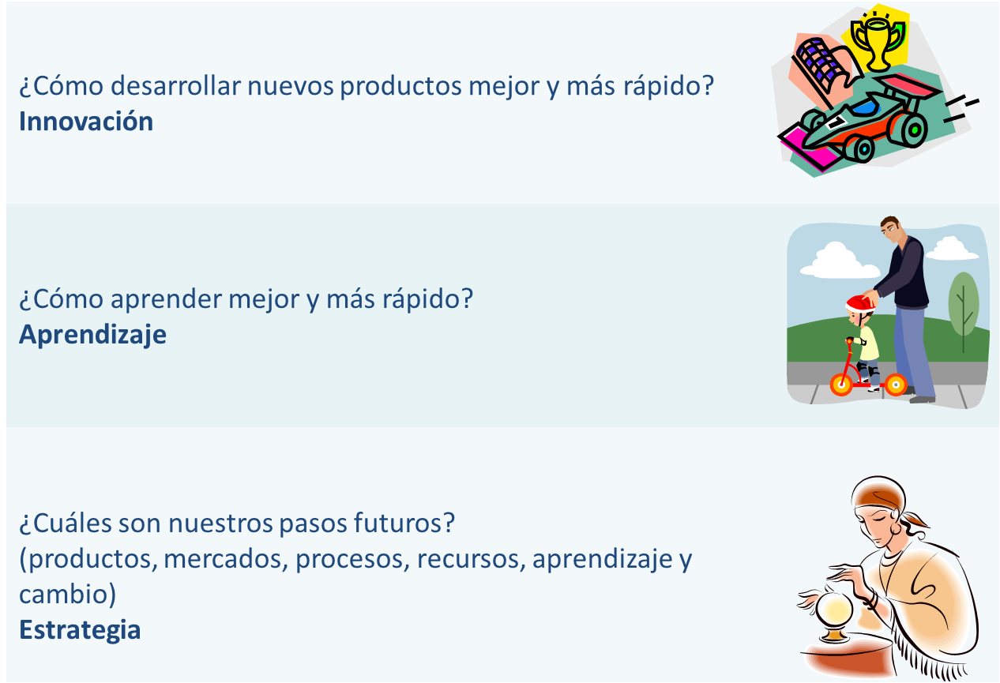 ¿Cómo desarrollar nuevos productos mejor y más rápido?
Innovación
1
¿Cómo aprender mejor y más rápido?
Aprendizaje
¿Cuáles son nuestros pasos futuros?
(productos, mercados, procesos, recursos, aprendizaje y
cambio)
Estrategia